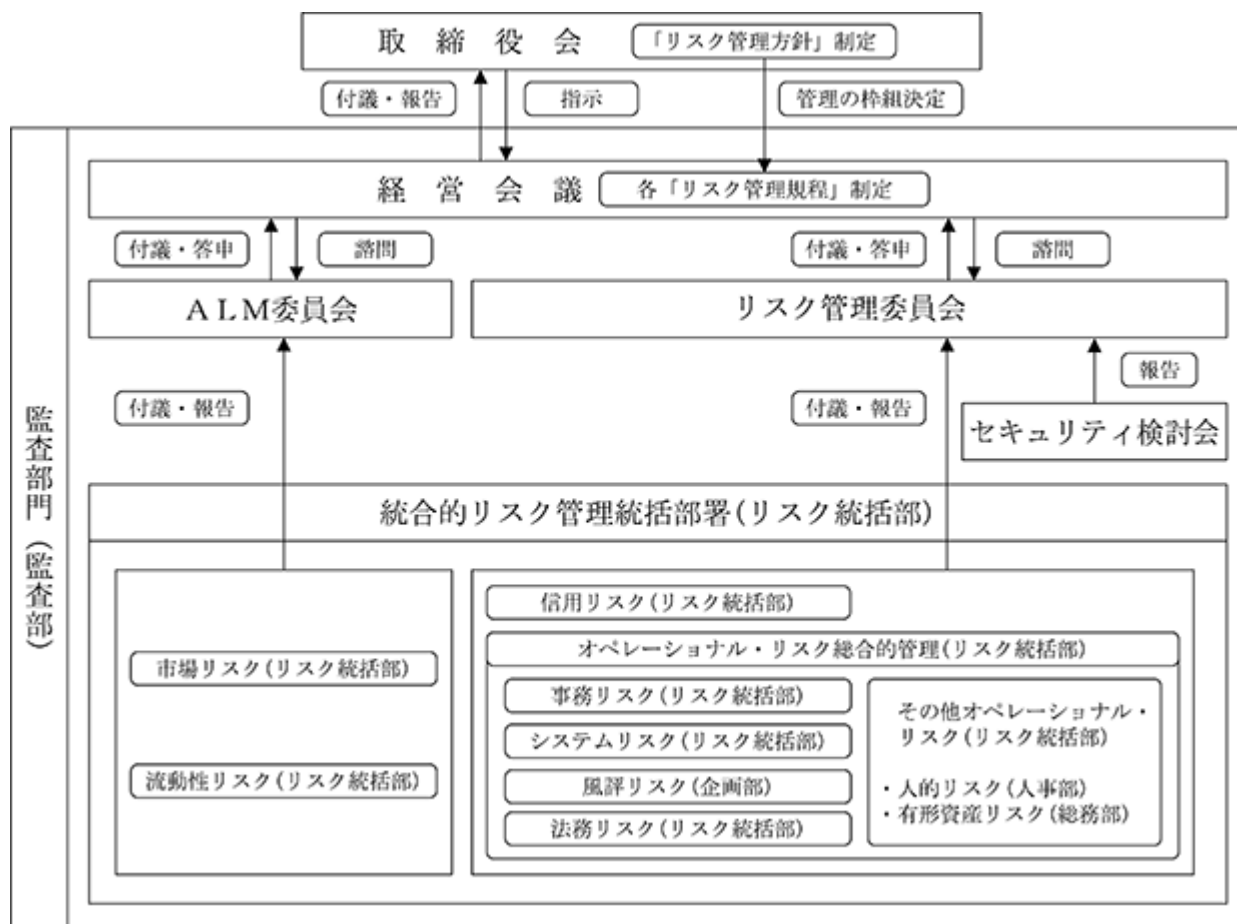 取締役会
「リスク管理方針」制定
付議・報告
指示
管理の枠組決定
経営会議
各「リスク管理規程」制定
付議・答申
諮問
付議・答申
諮問
ALM委員会
リスク管理委員会
付議・報告
付議・報告
報告
セキュリティ検討会
監査部門(監査部)
統合的リスク管理統括部署(リスク統括部)
市場リスク(リスク統括部)
流動性リスク(リスク統括部)
信用リスク(リスク統括部)
オペレーショナル・リスク総合的管理(リスク統括部)
事務リスク(リスク統括部)
システムリスク(リスク統括部)
風評リスク(企画部)
法務リスク(リスク統括部)
その他オペレーショナル・
リスク(リスク統括部)
・人的リスク(人事部)
・有形資産リスク(総務部)